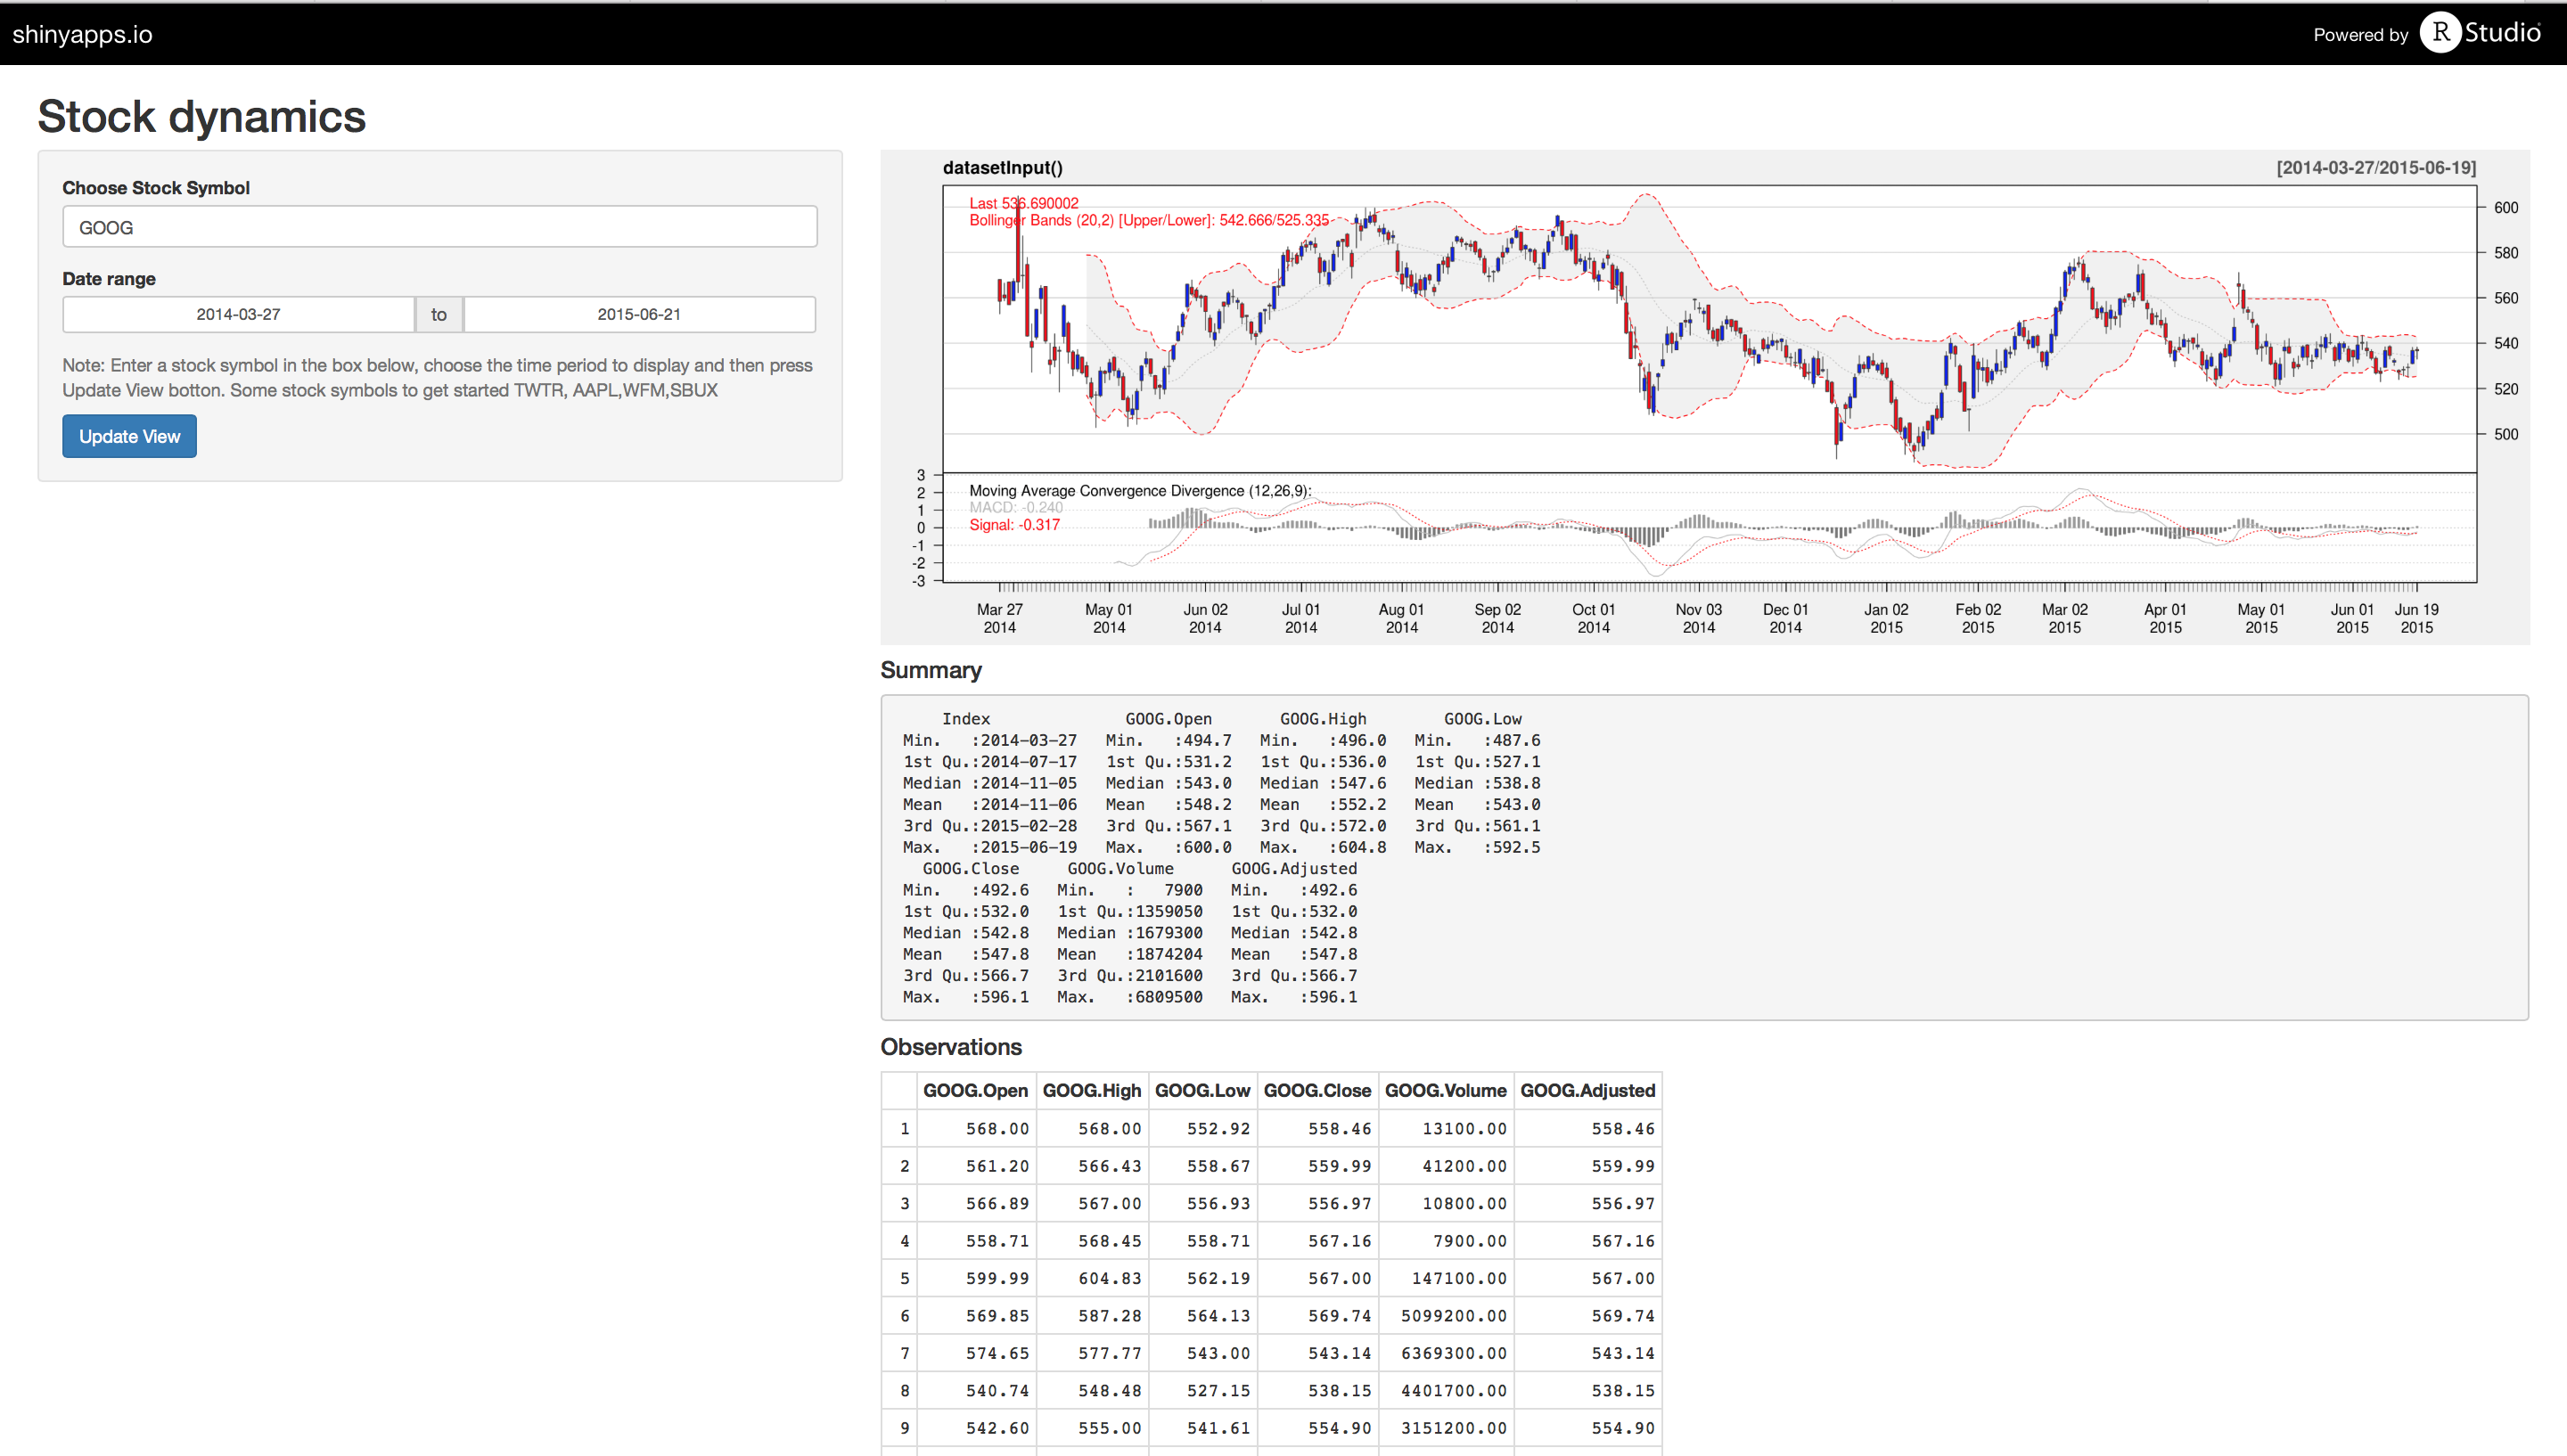 shinyapps.io
Powered by R Studio
Stock dynamics
Choose Stock Symbol
GOOG
Date range
2014-03-27 to 2015-06-21
Note: Enter a stock symbol in the box below, choose the time period to display and then press
Update View botton. Some stock symbols to get started TWTR, AAPL,WFM,SBUX
Update View
datasetInput() [2014-03-27/2015-06-19]
Last 536.690002
Bollinger Bands (20,2) [Upper/Lower]: 542.666/525.335
600
580
560
540
520
500
3
2
1
0
-1
-2
-3
Moving Average Convergence Divergence (12,26,9):
MACD: -0.240
Signal: -0.317
Mar 27 May 01 Jun 02 Jul 01 Aug 01 Sep 02 Oct 01 Nov 03 Dec 01 Jan 02 Feb 02 Mar 02 Apr 01 May 01 Jun 01 Jun 19
2014 2014 2014 2014 2014 2014 2014 2014 2014 2015 2015 2015 2015 2015 2015 2015
Summary
Index GOOG.Open GOOG.High GOOG.Low
Min. :2014-03-27 Min. :494.7 Min. :496.0 Min. :487.6
1st Qu.:2014-07-17 1st Qu.:531.2 1st Qu.:536.0 1st Qu.:527.1
Median :2014-11-05 Median :543.0 Median :547.6 Median :538.8
Mean :2014-11-06 Mean :548.2 Mean :552.2 Mean :543.0
3rd Qu.:2015-02-28 3rd Qu.:567.1 3rd Qu.:572.0 3rd Qu.:561.1
Max. :2015-06-19 Max. :600.0 Max. :604.8 Max. :592.5
GOOG.Close GOOG.Volume GOOG.Adjusted
Min. :492.6 Min. : 7900 Min. :492.6
1st Qu.:532.0 1st Qu.:1359050 1st Qu.:532.0
Median :542.8 Median :1679300 Median :542.8
Mean :547.8 Mean :1874204 Mean :547.8
3rd Qu.:566.7 3rd Qu.:2101600 3rd Qu.:566.7
Max. :596.1 Max. :6809500 Max. :596.1
Observations
GOOG.Open GOOG.High GOOG.Low GOOG.Close GOOG.Volume GOOG.Adjusted
1 568.00 568.00 552.92 558.46 13100.00 558.46
2 561.20 566.43 558.67 559.99 41200.00 559.99
3 566.89 567.00 556.93 556.97 10800.00 556.97
4 558.71 568.45 558.71 567.16 7900.00 567.16
5 599.99 604.83 562.19 567.00 147100.00 567.00
6 569.85 587.28 564.13 569.74 5099200.00 569.74
7 574.65 577.77 543.00 543.14 6369300.00 543.14
8 540.74 548.48 527.15 538.15 4401700.00 538.15
9 542.60 555.00 541.61 554.90 3151200.00 554.90